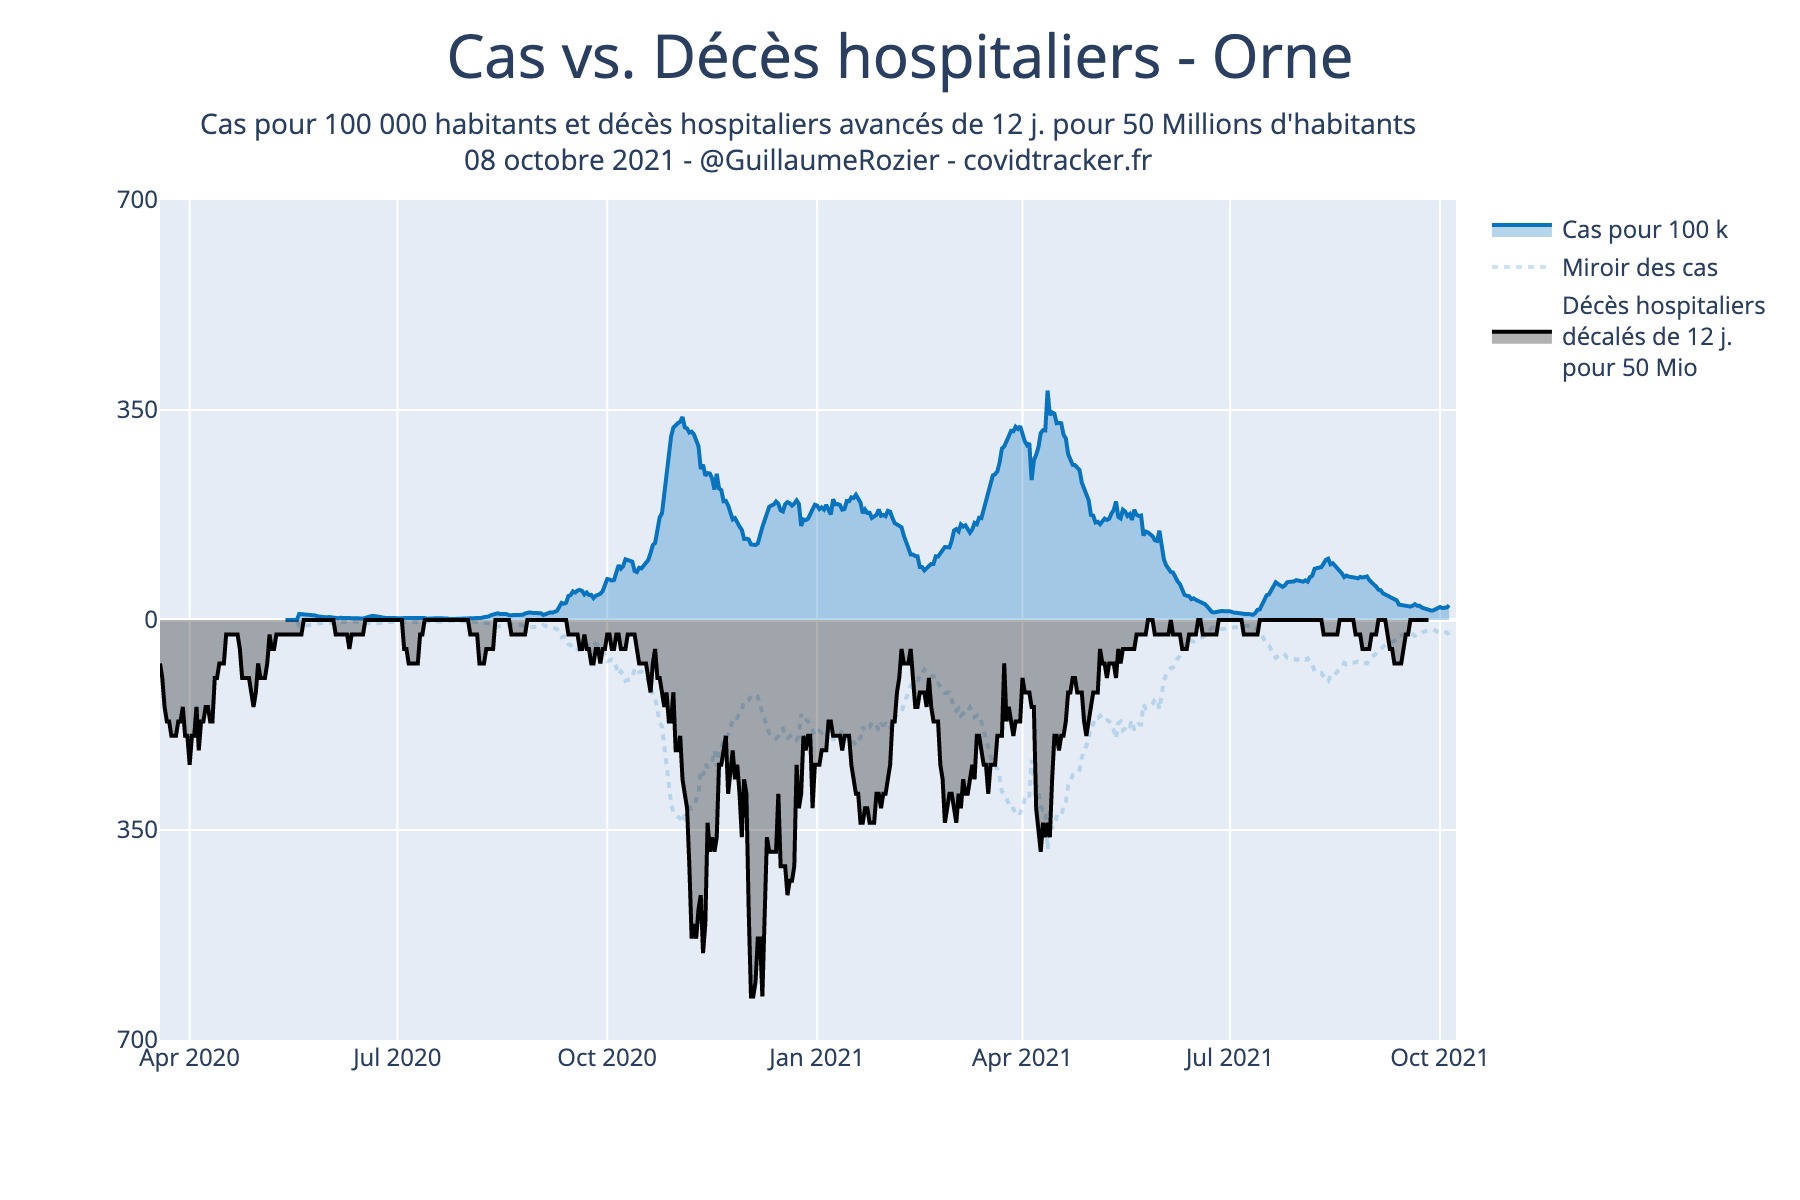 Cas vs. Décès hospitaliers - Orne
Cas pour 100 000 habitants et décès hospitaliers avancés de 12 j. pour 50 Millions d'habitants
08 octobre 2021 - @GuillaumeRozier - covidtracker.fr
700
350
0
350
700
Apr 2020
Jul 2020
Oct 2020
Jan 2021
Apr 2021
Jul 2021
Oct 2021
Cas pour 100 k
Miroir des cas
Décès hospitaliers
décalés de 12 j.
pour 50 Mio